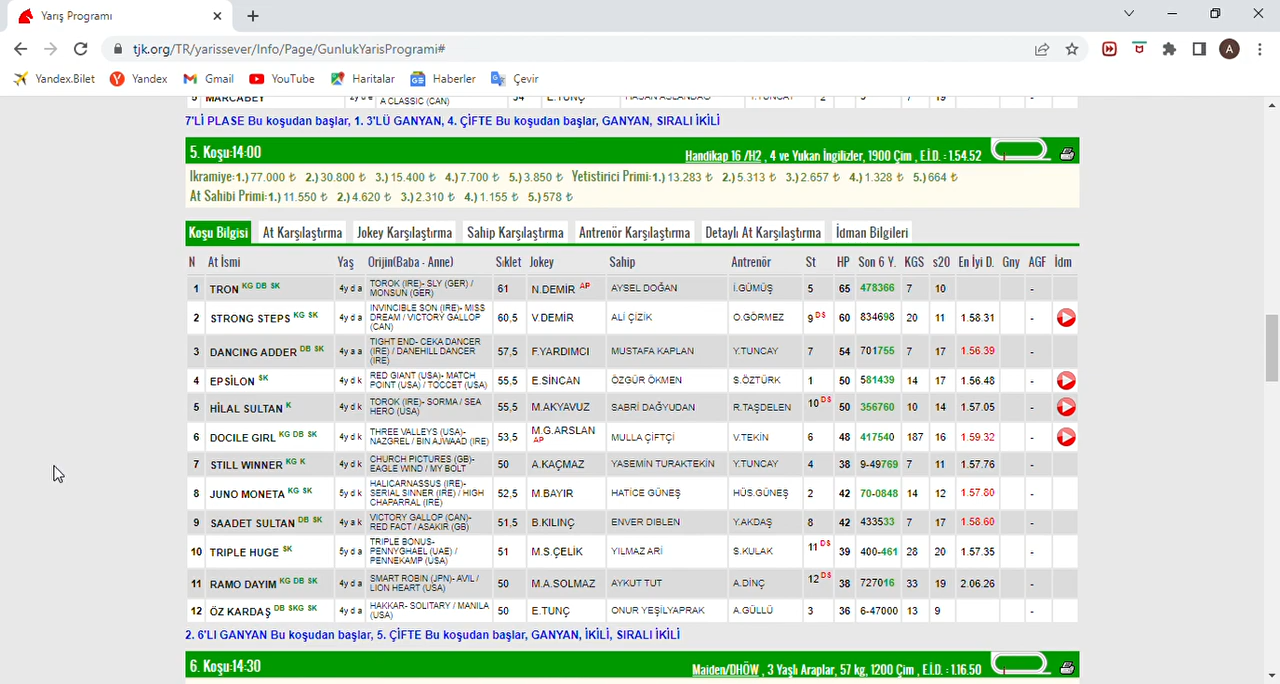 Yarış Programı
tjk.org/TR/yarissever/Info/Page/GunlukYarisProgrami#
A
Yandex.Bilet Yandex Gmail YouTube Haritalar Haberler Çevir
5 MARCABEY A CLASSIC (CAN) 54 E.TUNÇ HASAN ASLANDAĞ T.TUNCAY 2 7 19 -
7'Lİ PLASE Bu koşudan başlar, 1. 3'LÜ GANYAN, 4. ÇİFTE Bu koşudan başlar, GANYAN, SIRALI İKİLİ
5. Koşu:14:00 Handikap 16 /H2 , 4 ve Yukarı İngilizler, 1900 Çim , E.İ.D. : 1.54.52
Ikramiye:1.) 77.000 ₺ 2.) 30.800 ₺ 3.) 15.400 ₺ 4.) 7.700 ₺ 5.) 3.850 ₺ Yetistirici Primi:1.) 13.283 ₺ 2.) 5.313 ₺ 3.) 2.657 ₺ 4.) 1.328 ₺ 5.) 664 ₺
At Sahibi Primi:1.) 11.550 ₺ 2.) 4.620 ₺ 3.) 2.310 ₺ 4.) 1.155 ₺ 5.) 578 ₺
Koşu Bilgisi At Karşılaştırma Jokey Karşılaştırma Sahip Karşılaştırma Antrenör Karşılaştırma Detaylı At Karşılaştırma İdman Bilgileri
N At İsmi Yaş Orijin(Baba - Anne) Sıklet Jokey Sahip Antrenör St HP Son 6 Y. KGS s20 En İyi D. Gny AGF İdm
1 TRON KG DB SK 4y d a TOROK (IRE)- SLY (GER) / MONSUN (GER) 61 N.DEMİR AP AYSEL DOĞAN İ.GÜMÜŞ 5 65 478366 7 10 -
2 STRONG STEPS KG SK 4y d a INVINCIBLE SON (IRE)- MISS DREAM / VICTORY GALLOP (CAN) 60,5 V.DEMİR ALİ ÇİZİK O.GÖRMEZ 9 DS 60 834698 20 11 1.58.31 -
3 DANCING ADDER DB SK 4y a a TIGHT END- CEKA DANCER (IRE) / DANEHILL DANCER (IRE) 57,5 F.YARDIMCI MUSTAFA KAPLAN Y.TUNCAY 7 54 701755 7 17 1.56.39 -
4 EPSİLON SK 4y d k RED GIANT (USA)- MATCH POINT (USA) / TOCCET (USA) 55,5 E.SİNCAN ÖZGÜR ÖKMEN S.ÖZTÜRK 1 50 581439 14 17 1.56.48 -
5 HİLAL SULTAN K 4y d k TOROK (IRE)- SORMA / SEA HERO (USA) 55,5 M.AKYAVUZ SABRİ DAĞYUDAN R.TAŞDELEN 10 DS 50 356760 10 14 1.57.05 -
6 DOCILE GIRL KG DB SK 4y d k THREE VALLEYS (USA)- NAZGREL / BIN AJWAAD (IRE) 53,5 M.G.ARSLAN AP MULLA ÇİFTÇİ V.TEKİN 6 48 417540 187 16 1.59.32 -
7 STILL WINNER KG K 4y d k CHURCH PICTURES (GB)- EAGLE WIND / MY BOLT 50 A.KAÇMAZ YASEMİN TURAKTEKİN Y.TUNCAY 4 38 9-49769 7 11 1.57.76 -
8 JUNO MONETA KG SK 5y d k HALICARNASSUS (IRE)- SERIAL SINNER (IRE) / HIGH CHAPARRAL (IRE) 52,5 M.BAYIR HATİCE GÜNEŞ HÜS.GÜNEŞ 2 42 70-0848 14 12 1.57.80 -
9 SAADET SULTAN DB SK 4y a k VICTORY GALLOP (CAN)- RED FACT / ASAKIR (GB) 51,5 B.KILINÇ ENVER DIBLEN Y.AKDAŞ 8 42 433533 7 17 1.58.60 -
10 TRIPLE HUGE SK 5y d a TRIPLE BONUS- PENNYGHAEL (UAE) / PENNEKAMP (USA) 51 M.S.ÇELİK YILMAZ ARİ S.KULAK 11 DS 39 400-461 28 20 1.57.35 -
11 RAMO DAYIM KG DB SK 4y d a SMART ROBIN (JPN)- AVIL / LION HEART (USA) 50 M.A.SOLMAZ AYKUT TUT A.DİNÇ 12 DS 38 727016 33 19 2.06.26 -
12 ÖZ KARDAŞ DB SKG SK 4y d a HAKKAR- SOLITARY / MANILA (USA) 50 E.TUNÇ ONUR YEŞİLYAPRAK A.GÜLLÜ 3 36 6-47000 13 9 -
2. 6'LI GANYAN Bu koşudan başlar, 5. ÇİFTE Bu koşudan başlar, GANYAN, İKİLİ, SIRALI İKİLİ
6. Koşu:14:30 Maiden/DHÖW , 3 Yaşlı Araplar, 57 kg, 1200 Çim , E.İ.D. : 1.16.50